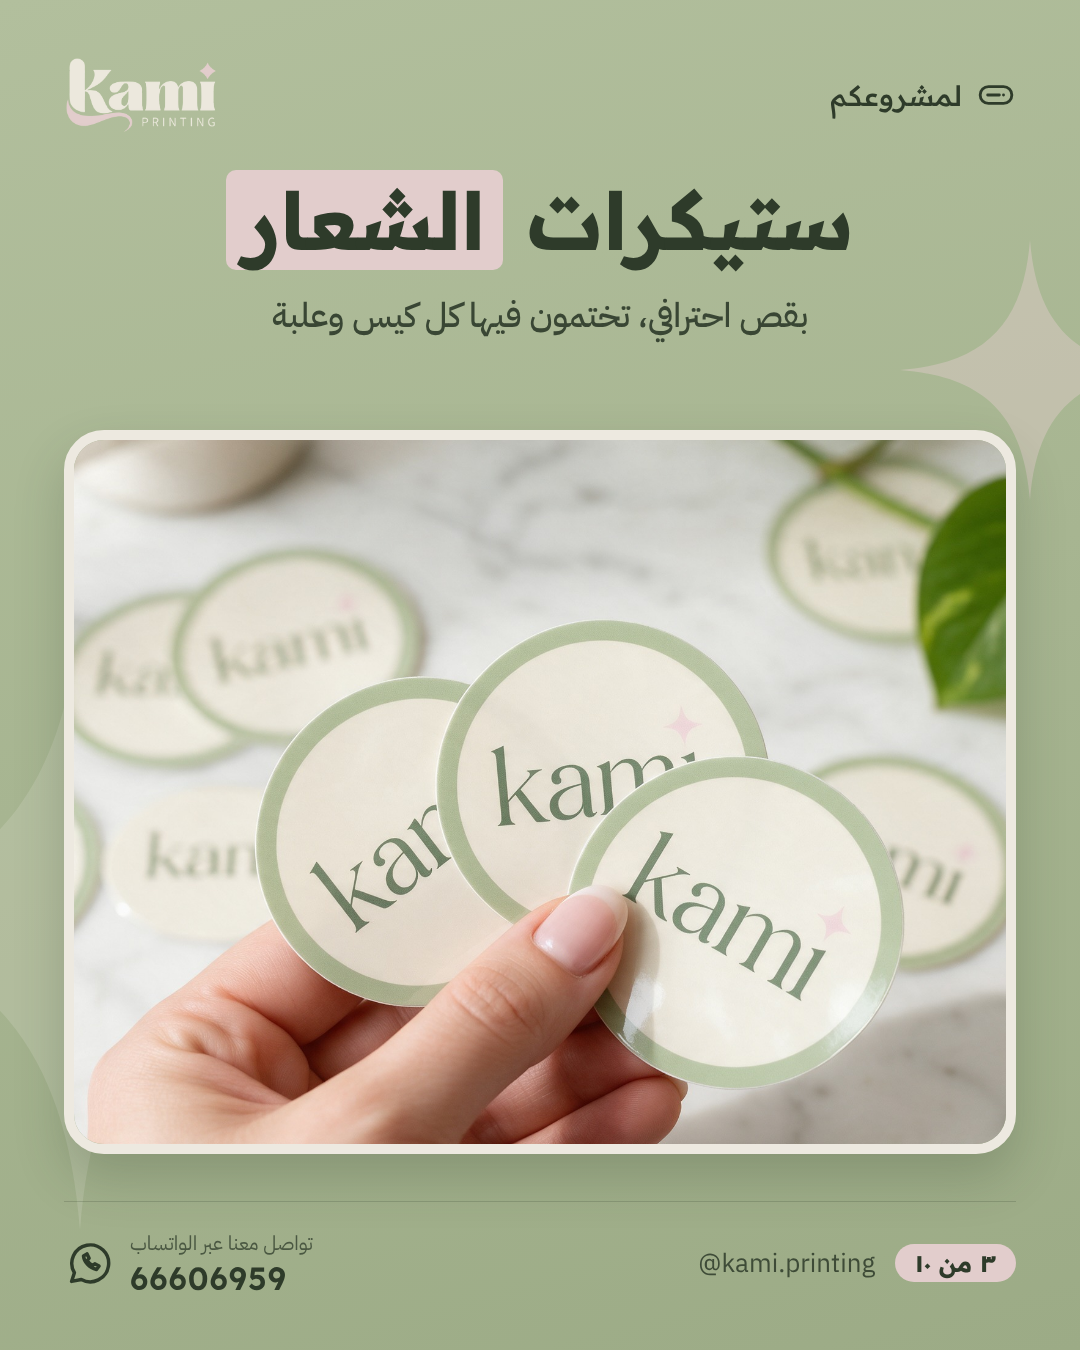 kami
PRINTING
لمشروعكم
ستيكرات الشعار
بقص احترافي، تختمون فيها كل كيس وعلبة
kami
kami
kami
kami
تواصل معنا عبر الواتساب
66606959
@kami.printing
٣ من ١٠